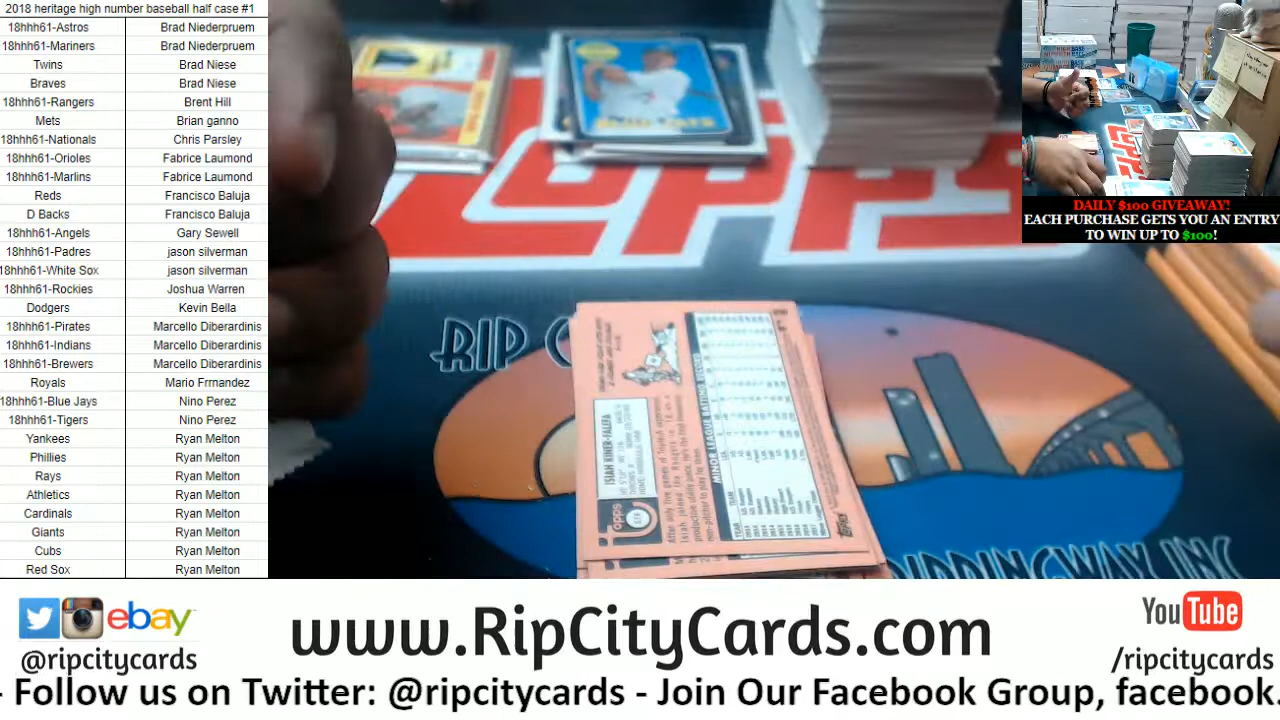 2018 heritage high number baseball half case #1
18hhh61-Astros Brad Niederpruem
18hhh61-Mariners Brad Niederpruem
Twins Brad Niese
Braves Brad Niese
18hhh61-Rangers Brent Hill
Mets Brian ganno
18hhh61-Nationals Chris Parsley
18hhh61-Orioles Fabrice Laumond
18hhh61-Marlins Fabrice Laumond
Reds Francisco Baluja
D Backs Francisco Baluja
18hhh61-Angels Gary Sewell
18hhh61-Padres jason silverman
18hhh61-White Sox jason silverman
18hhh61-Rockies Joshua Warren
Dodgers Kevin Bella
18hhh61-Pirates Marcello Diberardinis
18hhh61-Indians Marcello Diberardinis
18hhh61-Brewers Marcello Diberardinis
Royals Mario Frrnandez
18hhh61-Blue Jays Nino Perez
18hhh61-Tigers Nino Perez
Yankees Ryan Melton
Phillies Ryan Melton
Rays Ryan Melton
Athletics Ryan Melton
Cardinals Ryan Melton
Giants Ryan Melton
Cubs Ryan Melton
Red Sox Ryan Melton
DAILY $100 GIVEAWAY!
EACH PURCHASE GETS YOU AN ENTRY
TO WIN UP TO $100!
topps
RIP C
RIPPINGWAX INC
ISIAH KINER-FALEFA
MINOR LEAGUE BATTING RECORD
Topps
ebay
@ripcitycards
www.RipCityCards.com
YouTube
/ripcitycards
- Follow us on Twitter: @ripcitycards - Join Our Facebook Group, facebook.